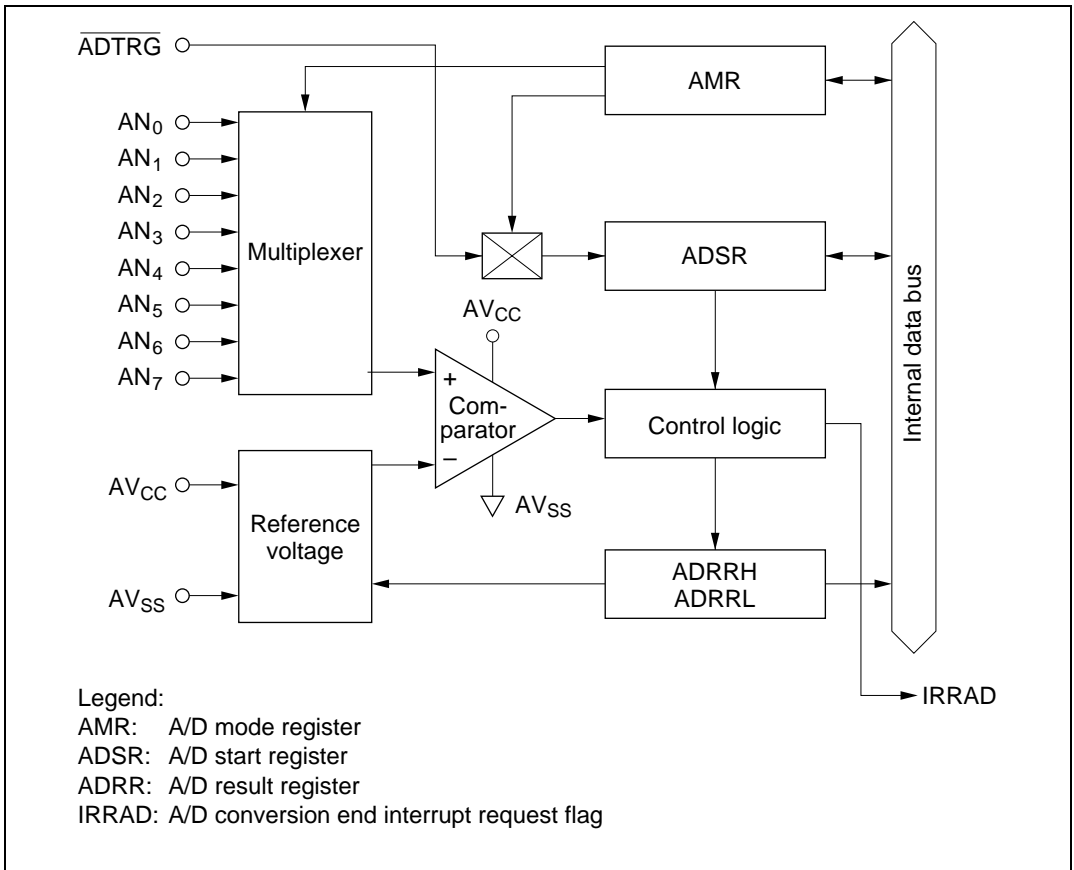 ADTRG
AMR
AN0
AN1
AN2
AN3
AN4
AN5
AN6
AN7
Multiplexer
ADSR
Internal data bus
AVCC
+
Com-
parator
−
AVSS
Control logic
AVCC
AVSS
Reference
voltage
ADRRH
ADRRL
IRRAD
Legend:
AMR: A/D mode register
ADSR: A/D start register
ADRR: A/D result register
IRRAD: A/D conversion end interrupt request flag